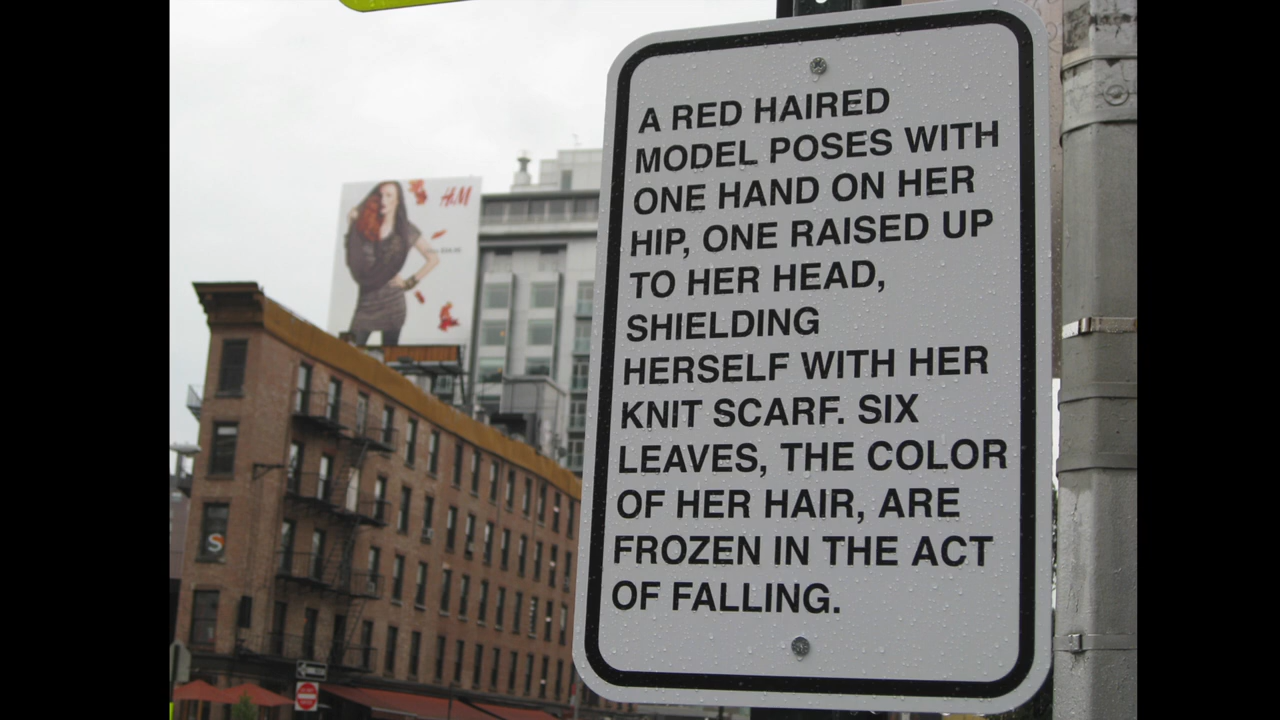 A RED HAIRED
MODEL POSES WITH
ONE HAND ON HER
HIP, ONE RAISED UP
TO HER HEAD,
SHIELDING
HERSELF WITH HER
KNIT SCARF. SIX
LEAVES, THE COLOR
OF HER HAIR, ARE
FROZEN IN THE ACT
OF FALLING.
H&M
S